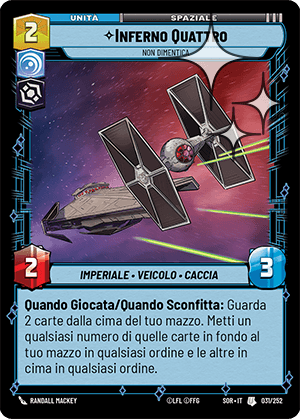 2
UNITÀ
SPAZIALE
✧INFERNO QUATTRO
NON DIMENTICA
2
3
IMPERIALE • VEICOLO • CACCIA
Quando Giocata/Quando Sconfitta: Guarda
2 carte dalla cima del tuo mazzo. Metti un
qualsiasi numero di quelle carte in fondo al
tuo mazzo in qualsiasi ordine e le altre in
cima in qualsiasi ordine.
RANDALL MACKEY
©LFL ©FFG
SOR•IT
U
031/252